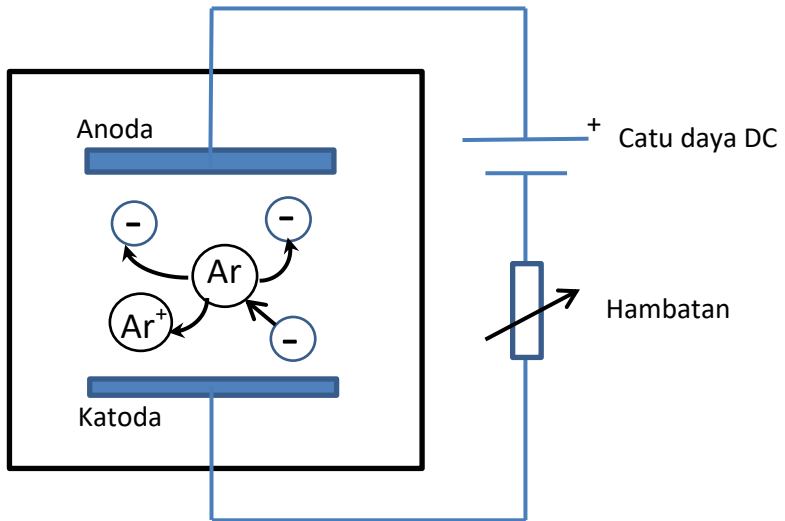 Anoda
+
Catu daya DC
-
-
Ar
Ar+
-
Hambatan
Katoda